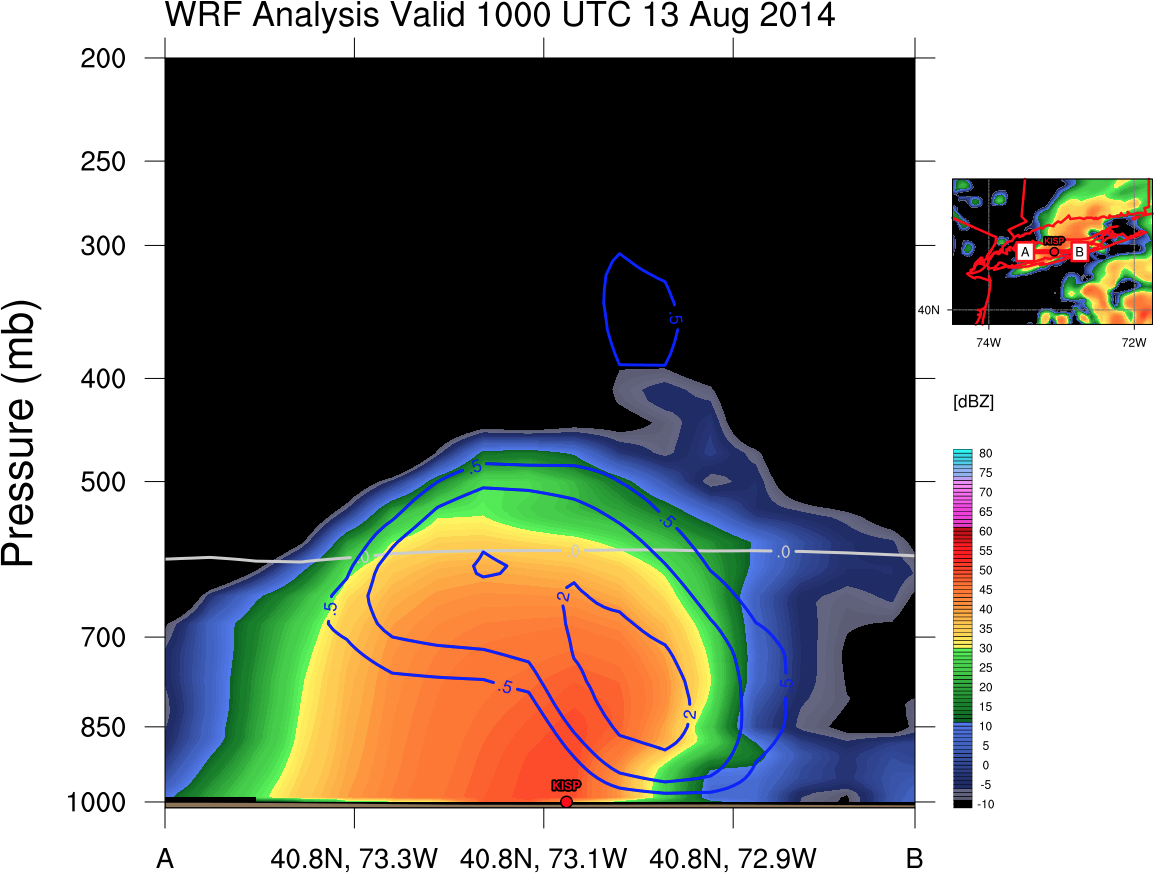 WRF Analysis Valid 1000 UTC 13 Aug 2014
Pressure (mb)
200
250
300
400
500
700
850
1000
.5
.5
.5
.5
.5
.5
2
2
.0
.0
.0
KISP
A
40.8N, 73.3W
40.8N, 73.1W
40.8N, 72.9W
B
KISP
A
B
40N
74W
72W
[dBZ]
80
75
70
65
60
55
50
45
40
35
30
25
20
15
10
5
0
-5
-10